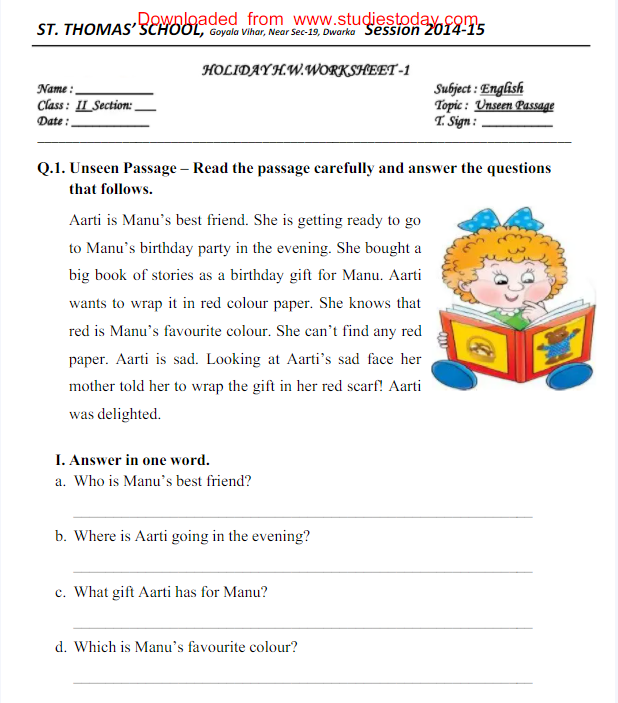 Downloaded from www.studiestoday.com
ST. THOMAS' SCHOOL, Goyala Vihar, Near Sec-19, Dwarka Session 2014-15
HOLIDAY H.W.WORKSHEET -1
Name : ____________ Subject : English
Class : II Section: ___ Topic : Unseen Passage
Date : ____________ T. Sign : ___________
Q.1. Unseen Passage – Read the passage carefully and answer the questions
that follows.
Aarti is Manu's best friend. She is getting ready to go
to Manu's birthday party in the evening. She bought a
big book of stories as a birthday gift for Manu. Aarti
wants to wrap it in red colour paper. She knows that
red is Manu's favourite colour. She can't find any red
paper. Aarti is sad. Looking at Aarti's sad face her
mother told her to wrap the gift in her red scarf! Aarti
was delighted.
I. Answer in one word.
a. Who is Manu's best friend?
b. Where is Aarti going in the evening?
c. What gift Aarti has for Manu?
d. Which is Manu's favourite colour?